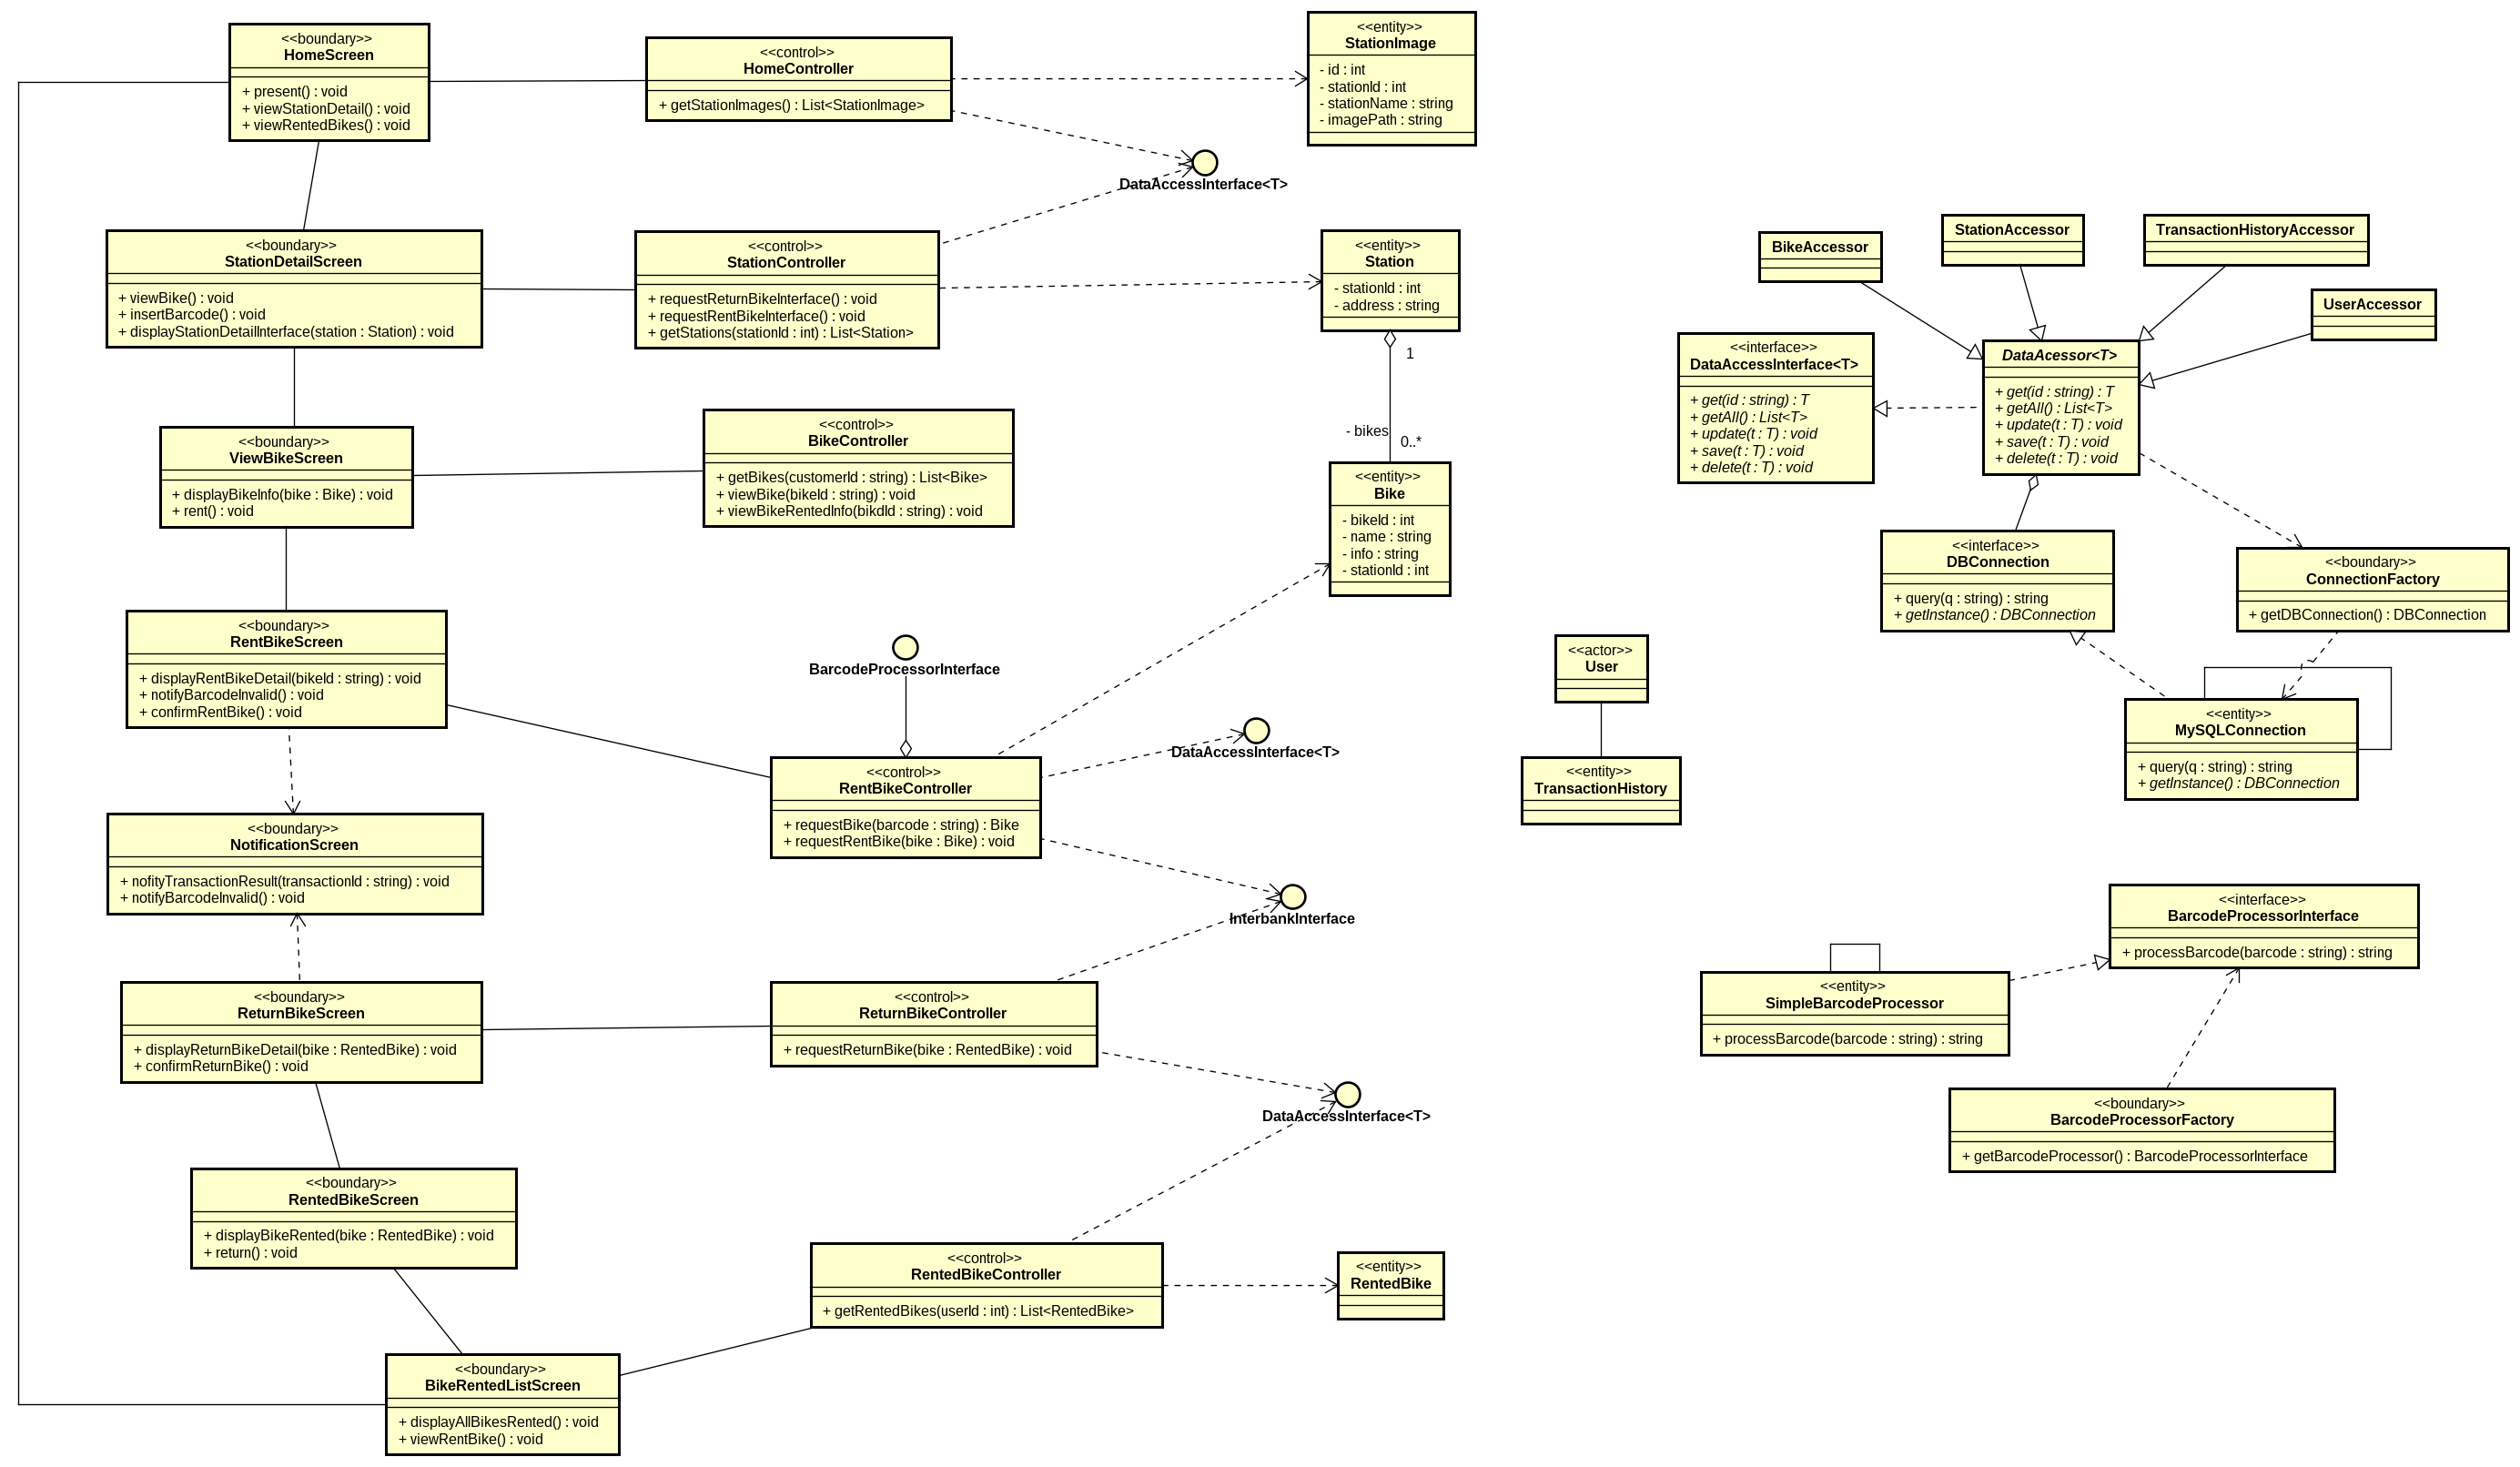 <<boundary>>
HomeScreen
+ present() : void
+ viewStationDetail() : void
+ viewRentedBikes() : void
<<control>>
HomeController
+ getStationImages() : List<StationImage>
<<entity>>
StationImage
- id : int
- stationId : int
- stationName : string
- imagePath : string
DataAccessInterface<T>
<<boundary>>
StationDetailScreen
+ viewBike() : void
+ insertBarcode() : void
+ displayStationDetailInterface(station : Station) : void
<<control>>
StationController
+ requestReturnBikeInterface() : void
+ requestRentBikeInterface() : void
+ getStations(stationId : int) : List<Station>
<<entity>>
Station
- stationId : int
- address : string
1
- bikes
0..*
<<boundary>>
ViewBikeScreen
+ displayBikeInfo(bike : Bike) : void
+ rent() : void
<<control>>
BikeController
+ getBikes(customerId : string) : List<Bike>
+ viewBike(bikeId : string) : void
+ viewBikeRentedInfo(bikdId : string) : void
<<entity>>
Bike
- bikeId : int
- name : string
- info : string
- stationId : int
<<boundary>>
RentBikeScreen
+ displayRentBikeDetail(bikeId : string) : void
+ notifyBarcodeInvalid() : void
+ confirmRentBike() : void
BarcodeProcessorInterface
DataAccessInterface<T>
<<control>>
RentBikeController
+ requestBike(barcode : string) : Bike
+ requestRentBike(bike : Bike) : void
<<boundary>>
NotificationScreen
+ nofityTransactionResult(transactionId : string) : void
+ notifyBarcodeInvalid() : void
InterbankInterface
<<boundary>>
ReturnBikeScreen
+ displayReturnBikeDetail(bike : RentedBike) : void
+ confirmReturnBike() : void
<<control>>
ReturnBikeController
+ requestReturnBike(bike : RentedBike) : void
DataAccessInterface<T>
<<boundary>>
RentedBikeScreen
+ displayBikeRented(bike : RentedBike) : void
+ return() : void
<<control>>
RentedBikeController
+ getRentedBikes(userId : int) : List<RentedBike>
<<entity>>
RentedBike
<<boundary>>
BikeRentedListScreen
+ displayAllBikesRented() : void
+ viewRentBike() : void
BikeAccessor
StationAccessor
TransactionHistoryAccessor
UserAccessor
<<interface>>
DataAccessInterface<T>
+ get(id : string) : T
+ getAll() : List<T>
+ update(t : T) : void
+ save(t : T) : void
+ delete(t : T) : void
DataAcessor<T>
+ get(id : string) : T
+ getAll() : List<T>
+ update(t : T) : void
+ save(t : T) : void
+ delete(t : T) : void
<<interface>>
DBConnection
+ query(q : string) : string
+ getInstance() : DBConnection
<<boundary>>
ConnectionFactory
+ getDBConnection() : DBConnection
<<actor>>
User
<<entity>>
TransactionHistory
<<entity>>
MySQLConnection
+ query(q : string) : string
+ getInstance() : DBConnection
<<interface>>
BarcodeProcessorInterface
+ processBarcode(barcode : string) : string
<<entity>>
SimpleBarcodeProcessor
+ processBarcode(barcode : string) : string
<<boundary>>
BarcodeProcessorFactory
+ getBarcodeProcessor() : BarcodeProcessorInterface